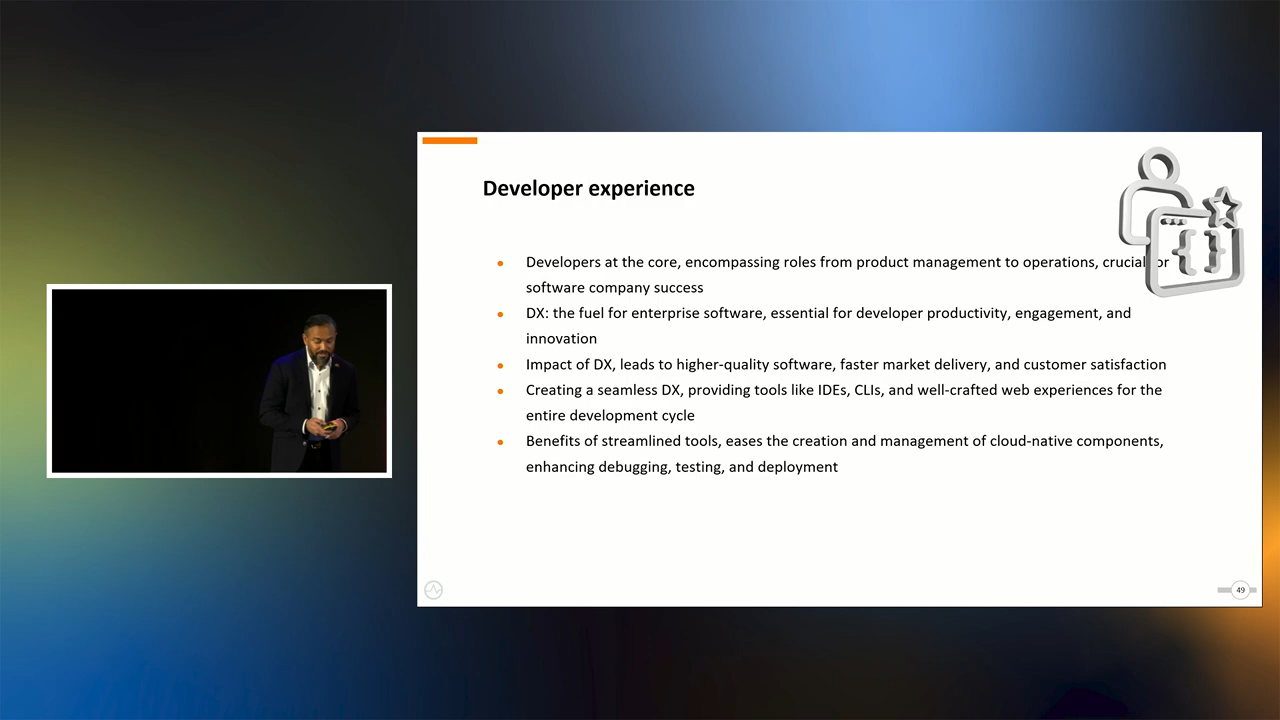 Developer experience
• Developers at the core, encompassing roles from product management to operations, crucial or
software company success
• DX: the fuel for enterprise software, essential for developer productivity, engagement, and
innovation
• Impact of DX, leads to higher-quality software, faster market delivery, and customer satisfaction
• Creating a seamless DX, providing tools like IDEs, CLIs, and well-crafted web experiences for the
entire development cycle
• Benefits of streamlined tools, eases the creation and management of cloud-native components,
enhancing debugging, testing, and deployment
49